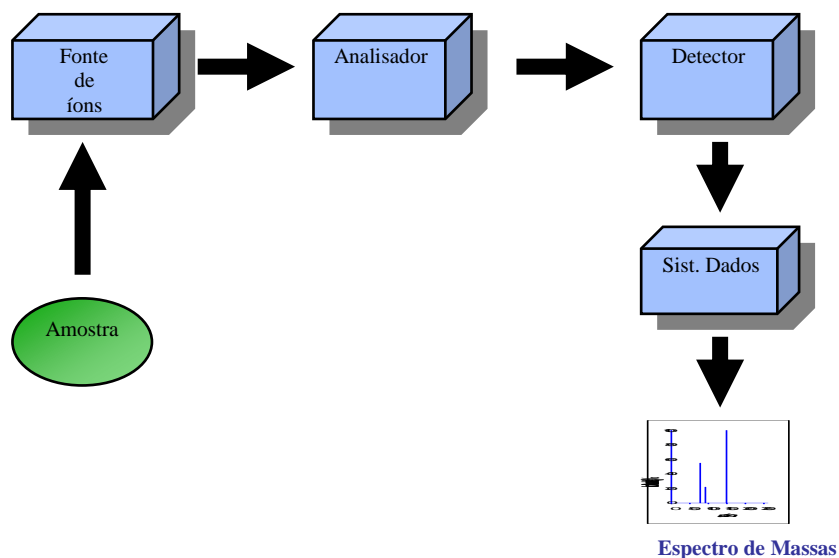 Fonte
de
íons
Analisador
Detector
Sist. Dados
Amostra
Espectro de Massas